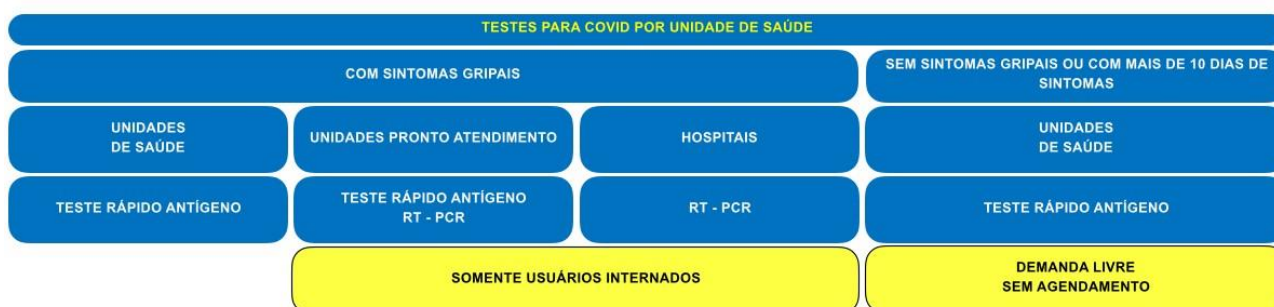 TESTES PARA COVID POR UNIDADE DE SAÚDE
COM SINTOMAS GRIPAIS
SEM SINTOMAS GRIPAIS OU COM MAIS DE 10 DIAS DE
SINTOMAS
UNIDADES
DE SAÚDE
UNIDADES PRONTO ATENDIMENTO
HOSPITAIS
UNIDADES
DE SAÚDE
TESTE RÁPIDO ANTÍGENO
TESTE RÁPIDO ANTÍGENO
RT - PCR
RT - PCR
TESTE RÁPIDO ANTÍGENO
SOMENTE USUÁRIOS INTERNADOS
DEMANDA LIVRE
SEM AGENDAMENTO